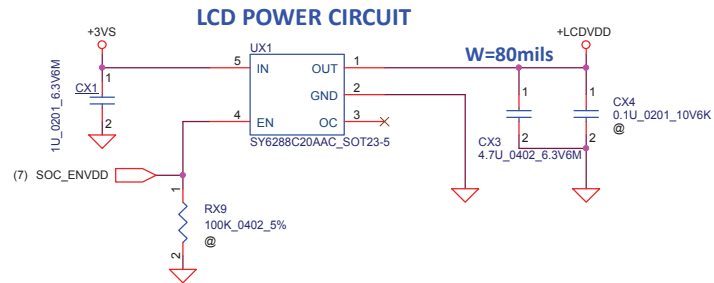 LCD POWER CIRCUIT
+3VS
+LCDVDD
UX1
W=80mils
5
IN
OUT
1
CX1
1
2
1U_0201_6.3V6M
GND
2
4
EN
OC
3
SY6288C20AAC_SOT23-5
1
2
CX3
4.7U_0402_6.3V6M
1
2
CX4
0.1U_0201_10V6K
@
(7) SOC_ENVDD
1
2
RX9
100K_0402_5%
@